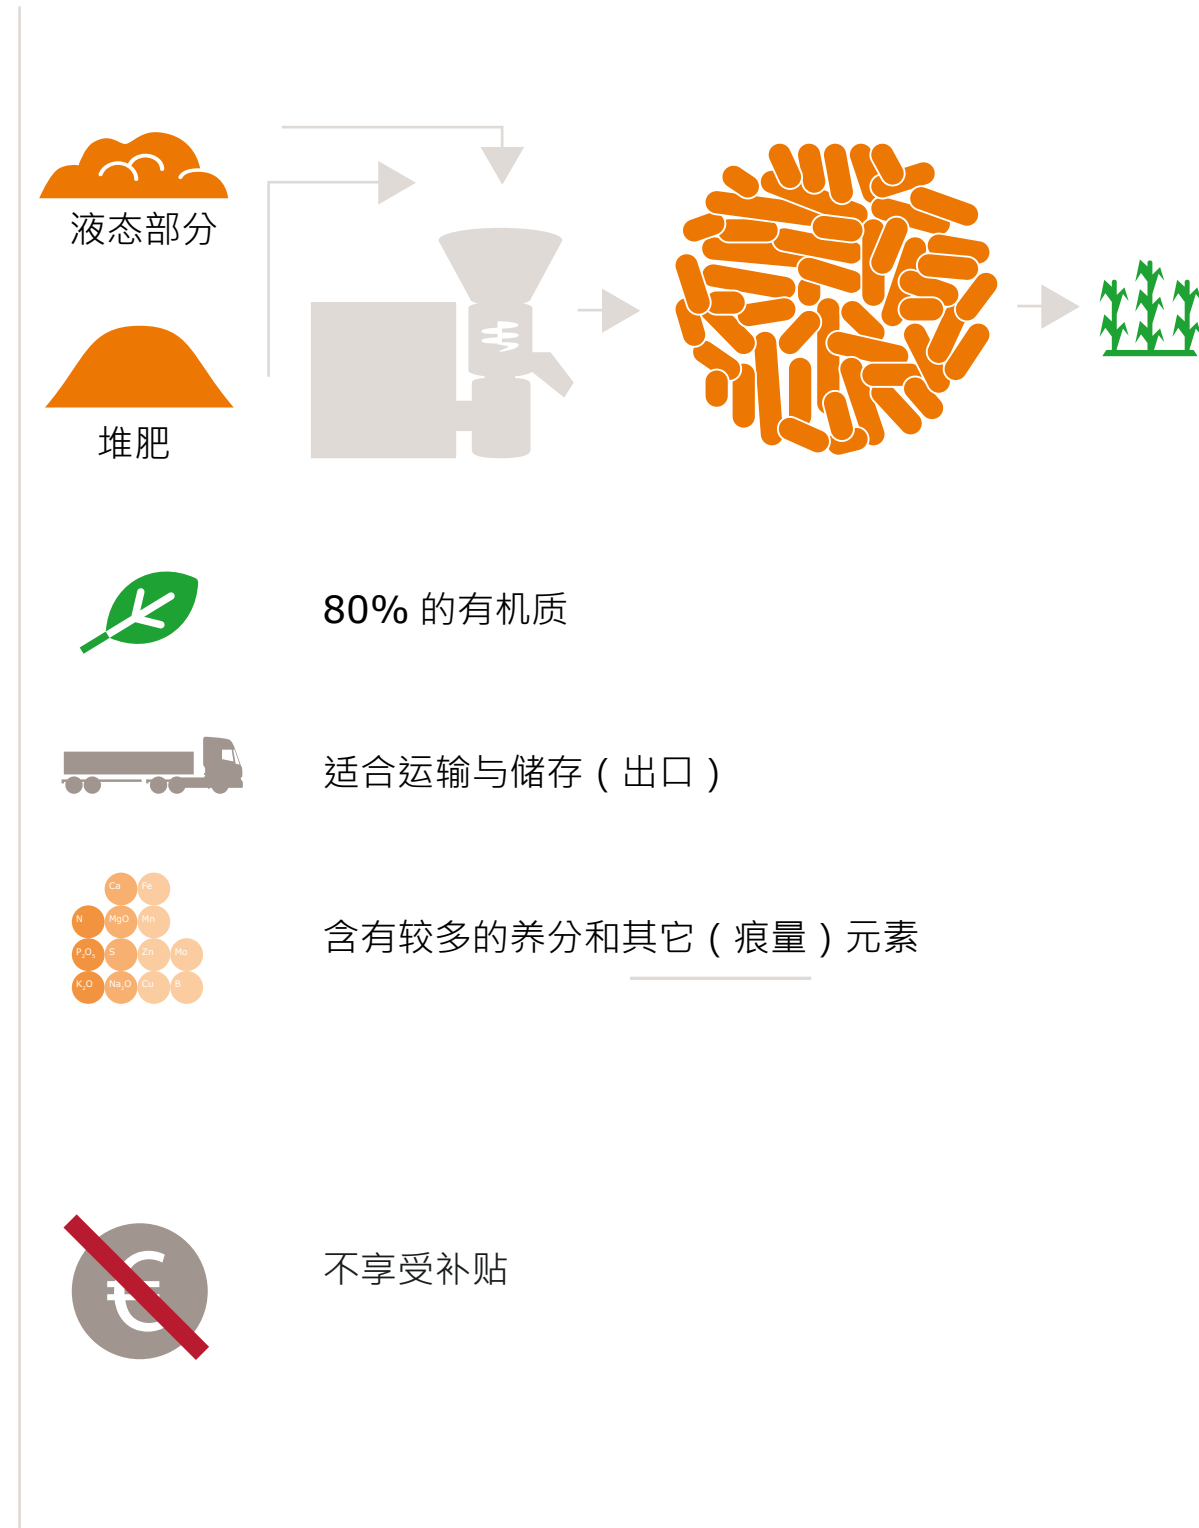 液态部分
堆肥
80% 的有机质
适合运输与储存（出口）
Ca Fe
N MgO Mn
P₂O₅ S Zn Mo
K₂O Na₂O Cu B
含有较多的养分和其它（痕量）元素
€
不享受补贴